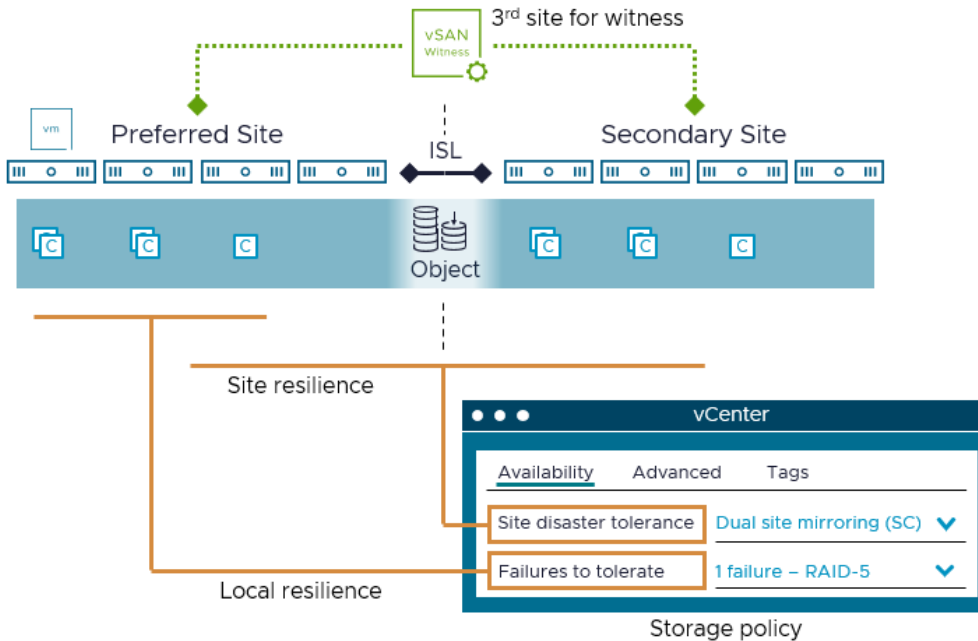 3rd site for witness
vSAN
Witness
vm
Preferred Site
ISL
Secondary Site
C
C
C
C
C
C
Object
Site resilience
vCenter
Availability Advanced Tags
Site disaster tolerance Dual site mirroring (SC)
Failures to tolerate 1 failure – RAID-5
Local resilience
Storage policy